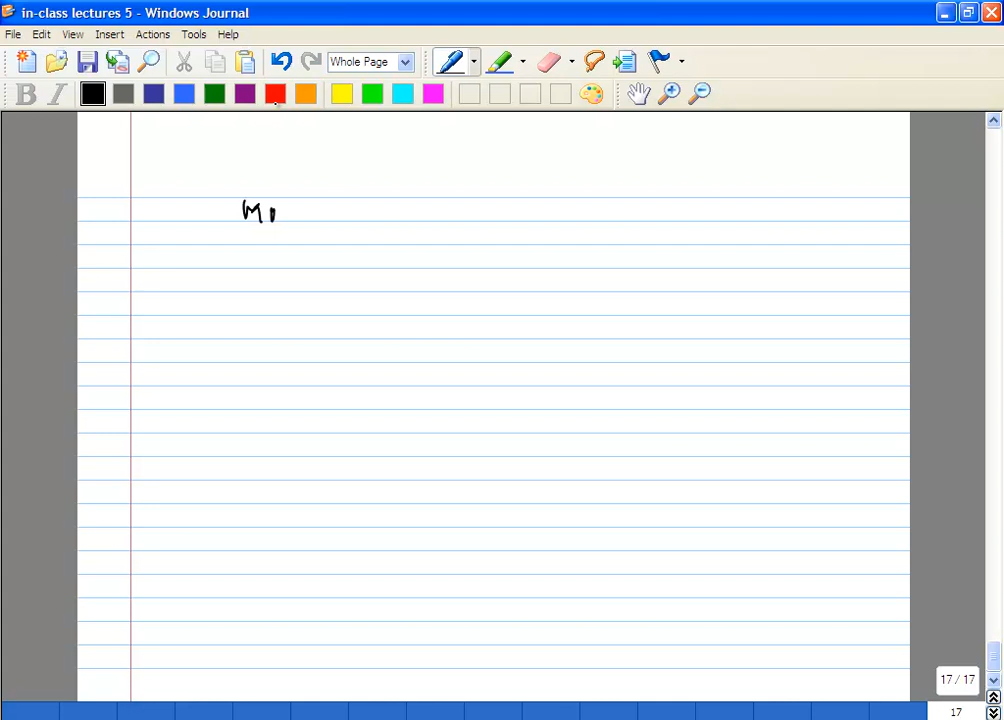 in-class lectures 5 - Windows Journal
File Edit View Insert Actions Tools Help
Whole Page
B I
17 / 17
17